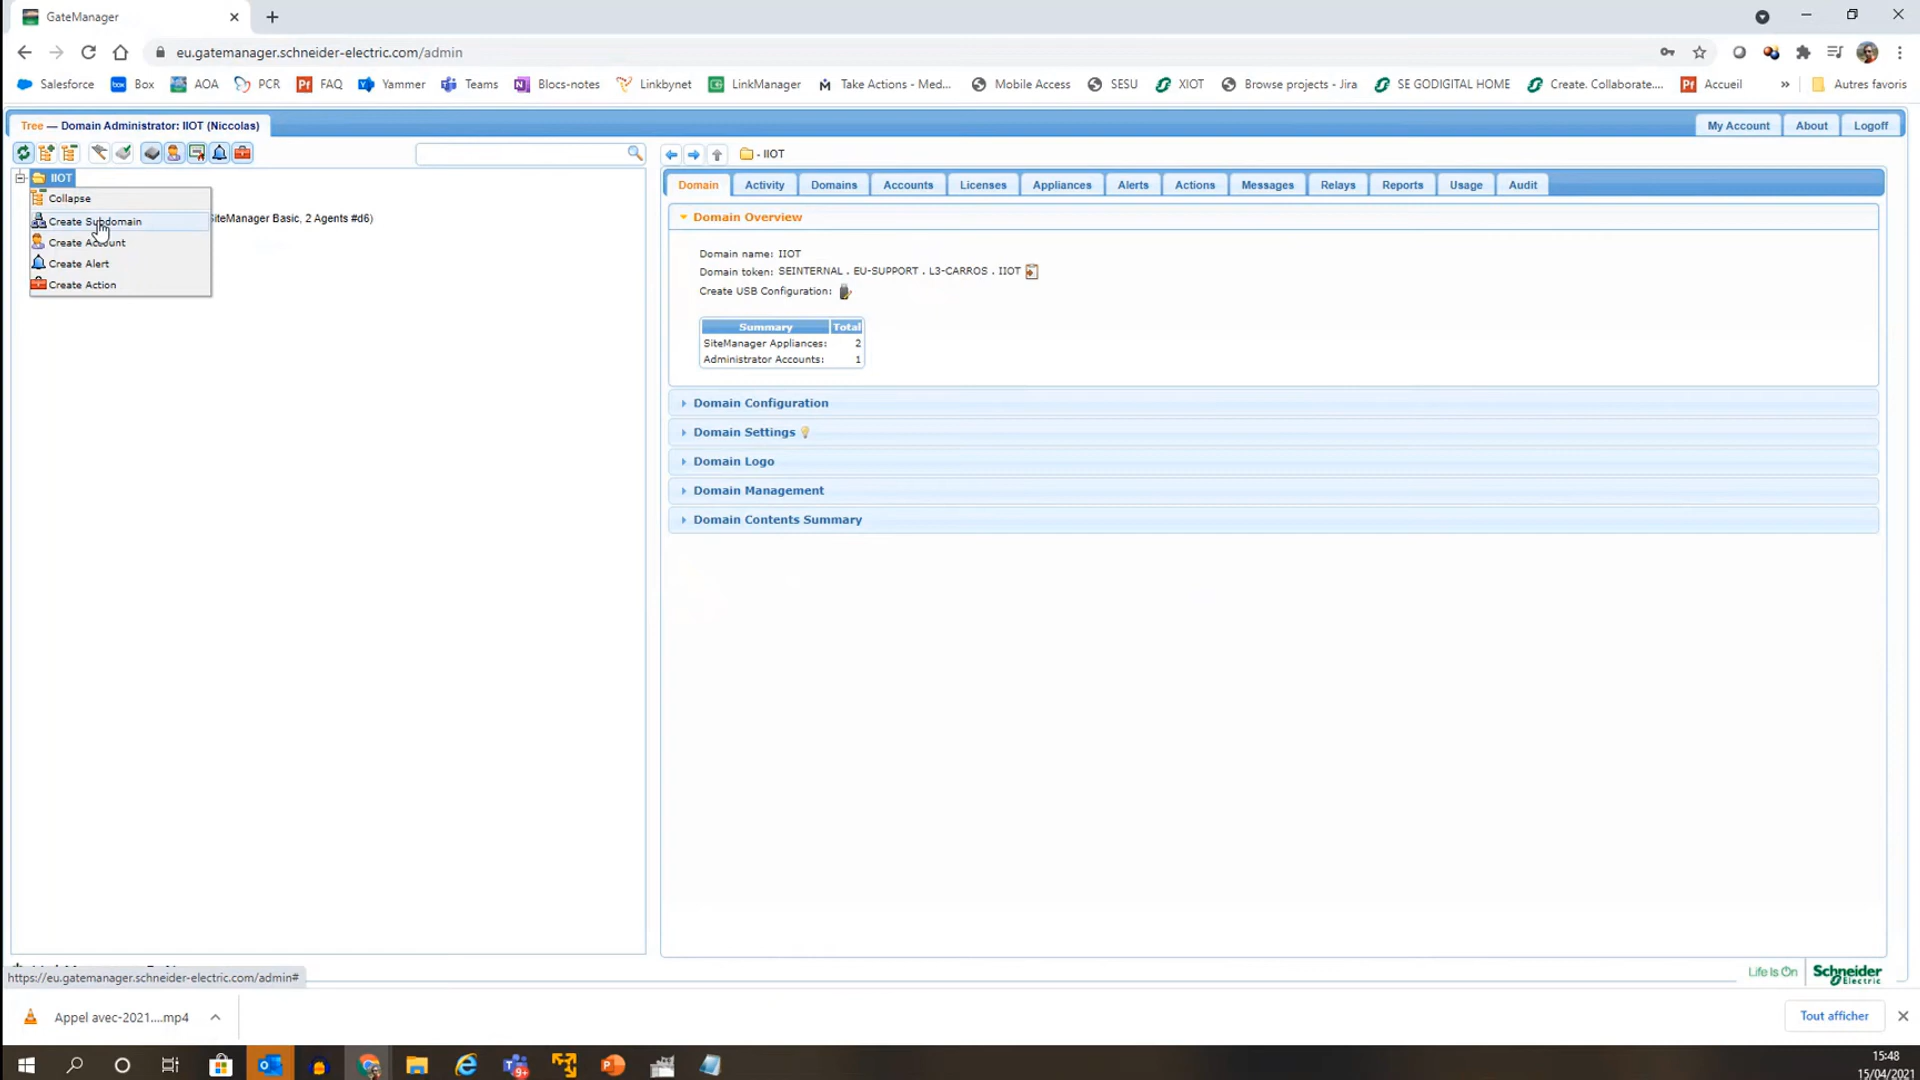 GateManager
eu.gatemanager.schneider-electric.com/admin
Salesforce Box AOA PCR FAQ Yammer Teams Blocs-notes Linkbynet LinkManager Take Actions - Med... Mobile Access SESU XIOT Browse projects - Jira SE GODIGITAL HOME Create. Collaborate.... Accueil » Autres favoris
Tree — Domain Administrator: IIOT (Niccolas)
My Account About Logoff
- IIOT
IIOT
Collapse
Create Subdomain
SiteManager Basic, 2 Agents #d6)
Create Account
Create Alert
Create Action
Domain Activity Domains Accounts Licenses Appliances Alerts Actions Messages Relays Reports Usage Audit
Domain Overview
Domain name: IIOT
Domain token: SEINTERNAL . EU-SUPPORT . L3-CARROS . IIOT
Create USB Configuration:
Summary Total
SiteManager Appliances: 2
Administrator Accounts: 1
Domain Configuration
Domain Settings
Domain Logo
Domain Management
Domain Contents Summary
https://eu.gatemanager.schneider-electric.com/admin#
Life Is On Schneider Electric
Appel avec-2021....mp4
Tout afficher
15:48
15/04/2021